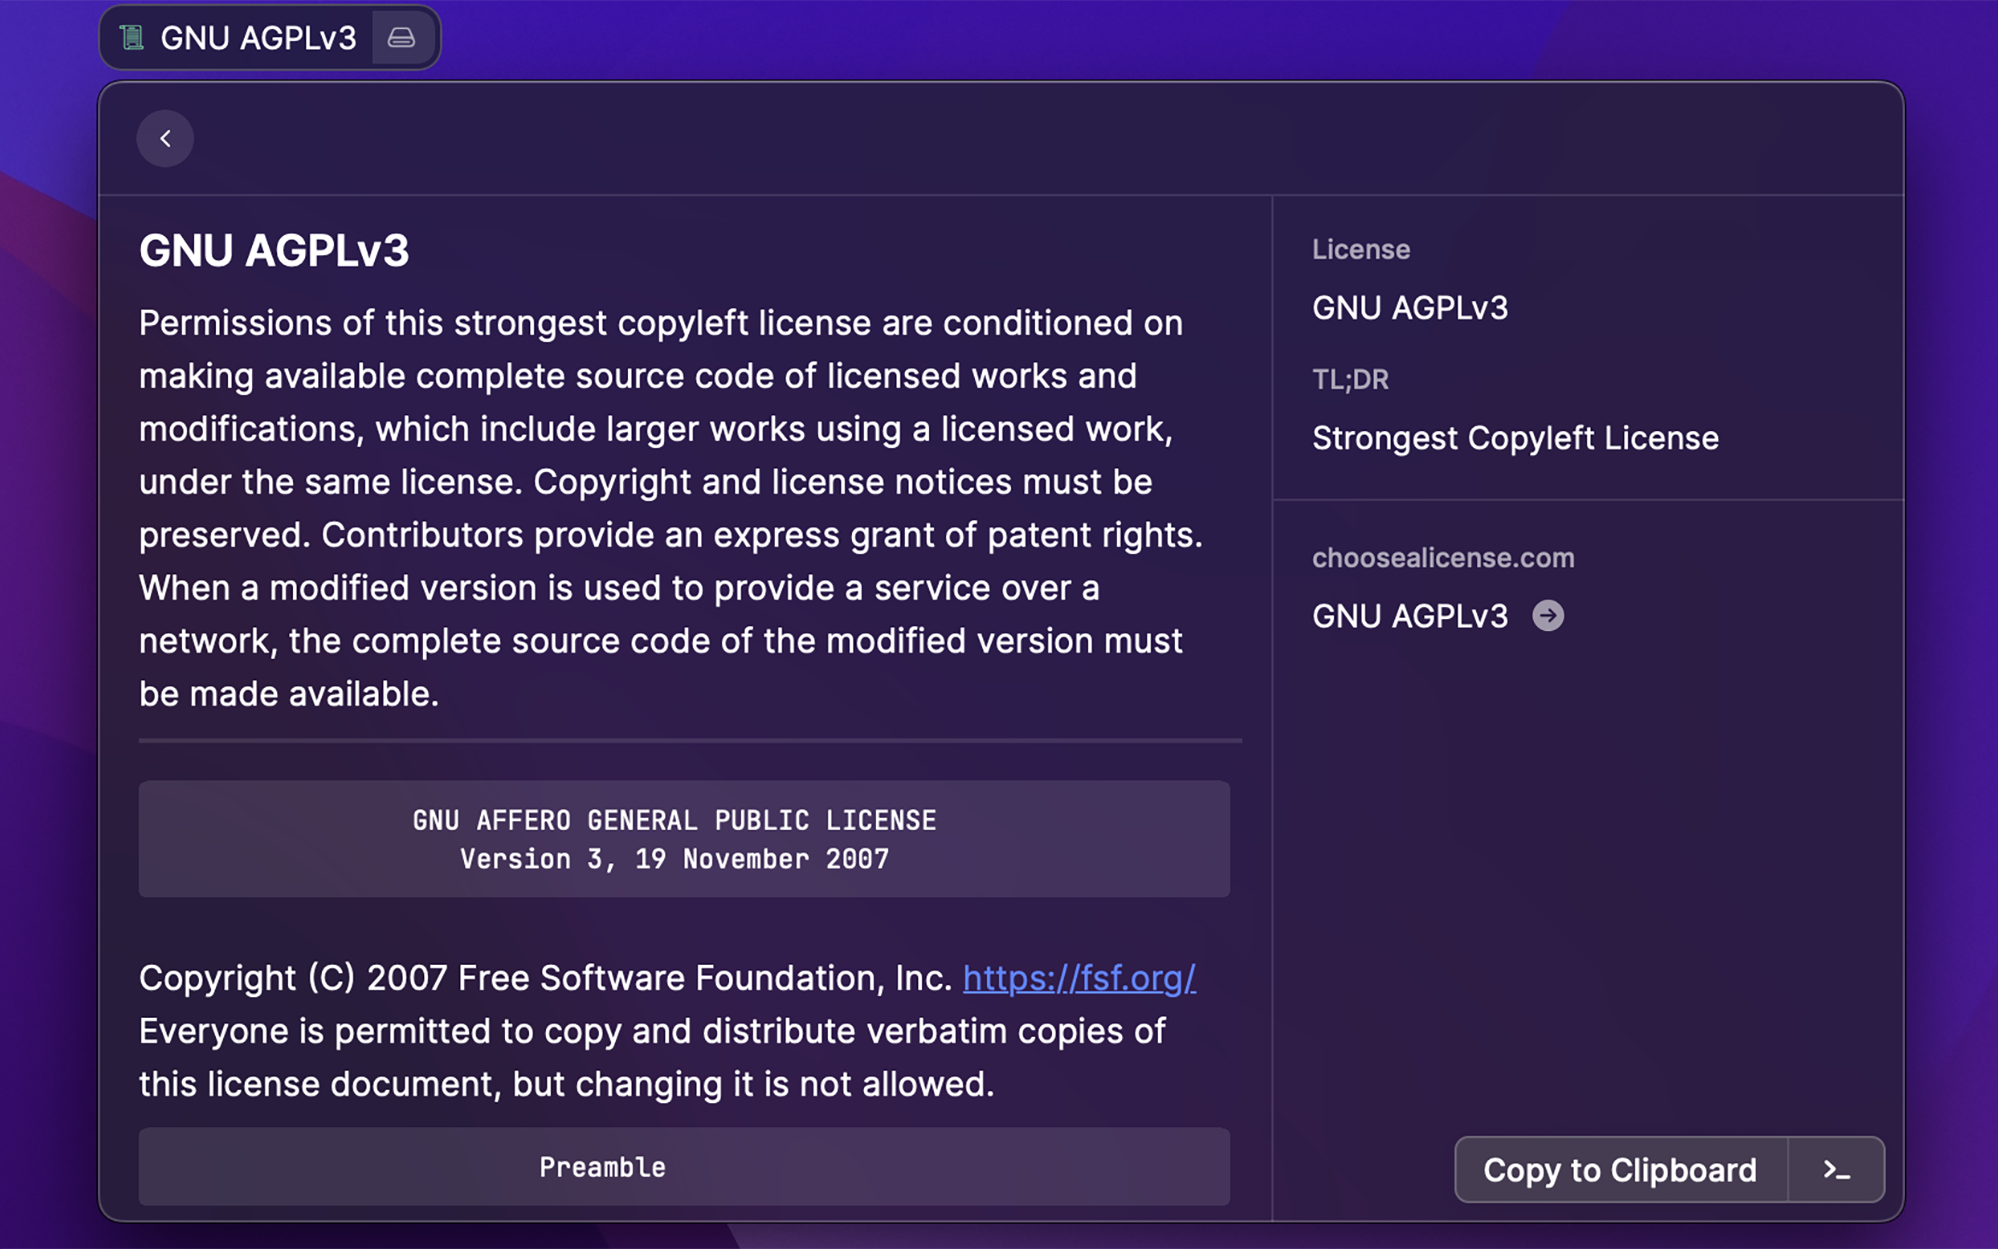 GNU AGPLv3
GNU AGPLv3
Permissions of this strongest copyleft license are conditioned on
making available complete source code of licensed works and
modifications, which include larger works using a licensed work,
under the same license. Copyright and license notices must be
preserved. Contributors provide an express grant of patent rights.
When a modified version is used to provide a service over a
network, the complete source code of the modified version must
be made available.
GNU AFFERO GENERAL PUBLIC LICENSE
Version 3, 19 November 2007
Copyright (C) 2007 Free Software Foundation, Inc. https://fsf.org/
Everyone is permitted to copy and distribute verbatim copies of
this license document, but changing it is not allowed.
Preamble
License
GNU AGPLv3
TL;DR
Strongest Copyleft License
choosealicense.com
GNU AGPLv3
Copy to Clipboard